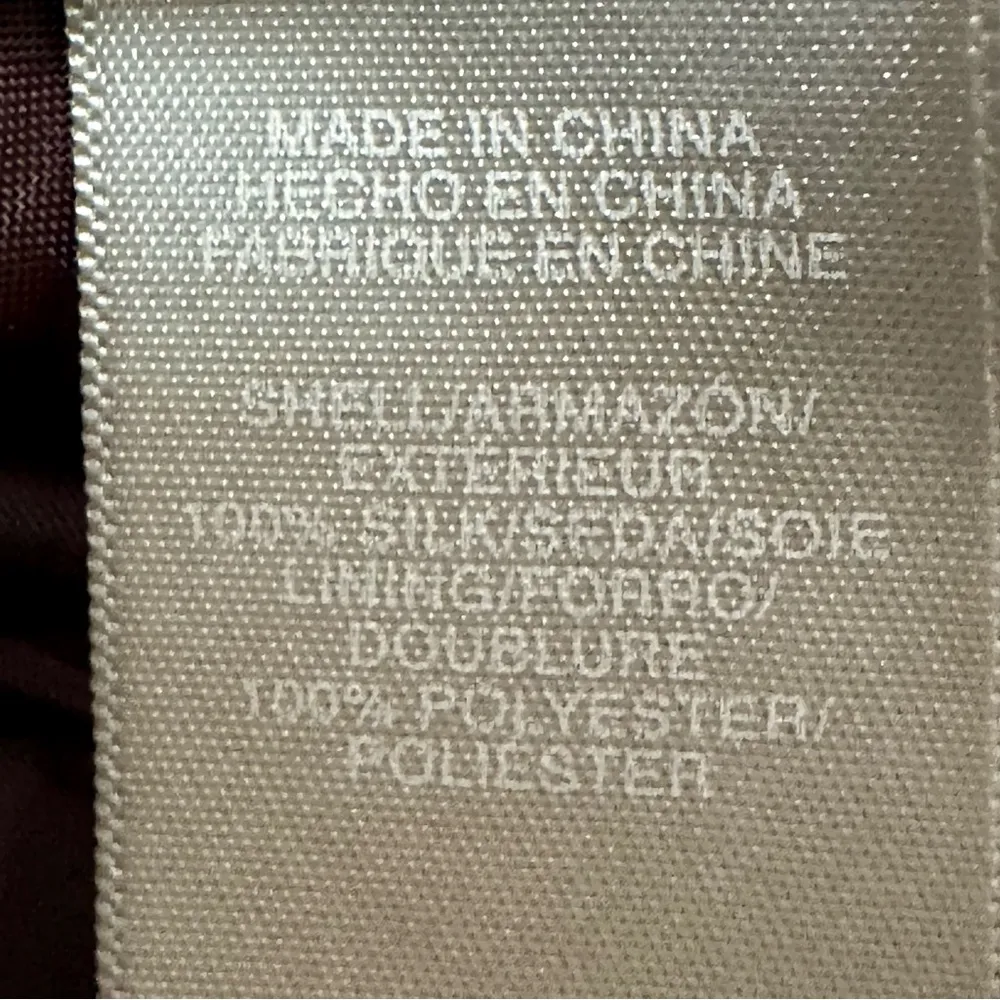 MADE IN CHINA
HECHO EN CHINA
FABRIQUE EN CHINE
SHELL/ARMAZÓN/
EXTÉRIEUR
100% SILK/SEDA/SOIE
LINING/FORRO/
DOUBLURE
100% POLYESTER/
POLIÉSTER